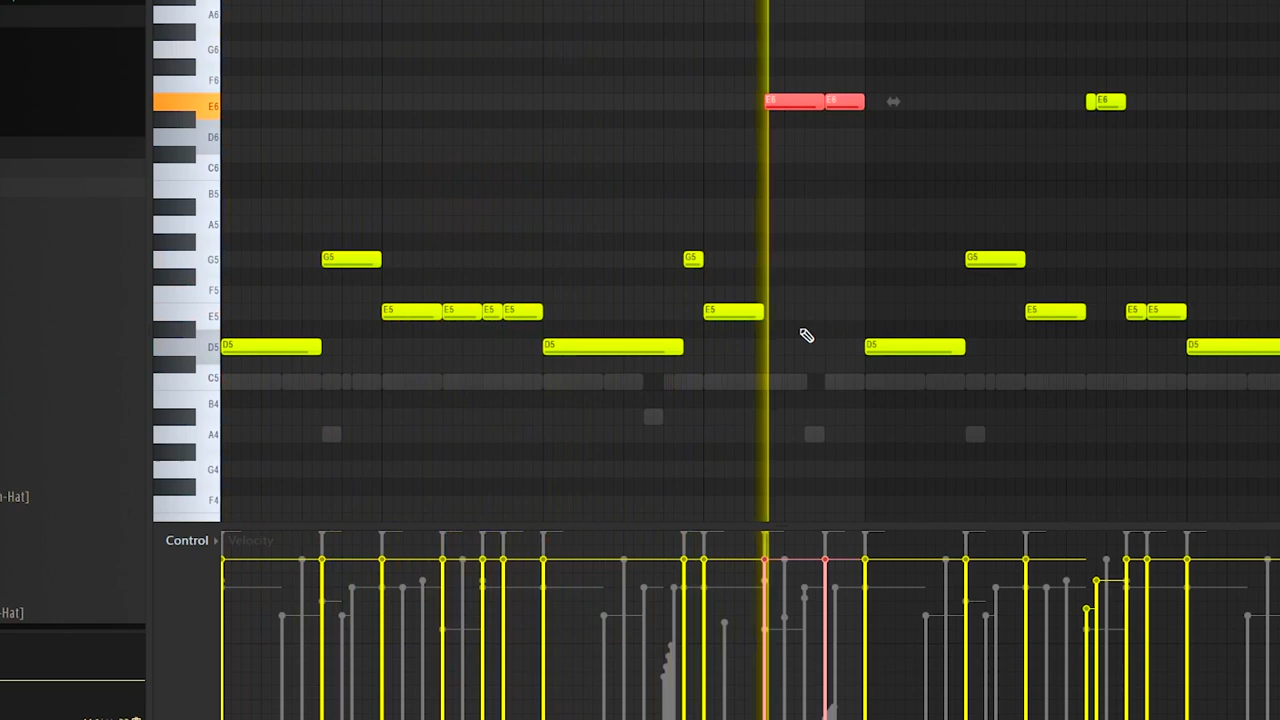 A6
G6
F6
E6 E6 E6 E6
D6
C6
B5
A5
G5 G5 G5 G5
F5
E5 E5 E5 E5 E5 E5 E5 E5 E5
D5 D5 D5 D5 D5
C5
B4
A4
G4
F4
-Hat]
Control Velocity
-Hat]